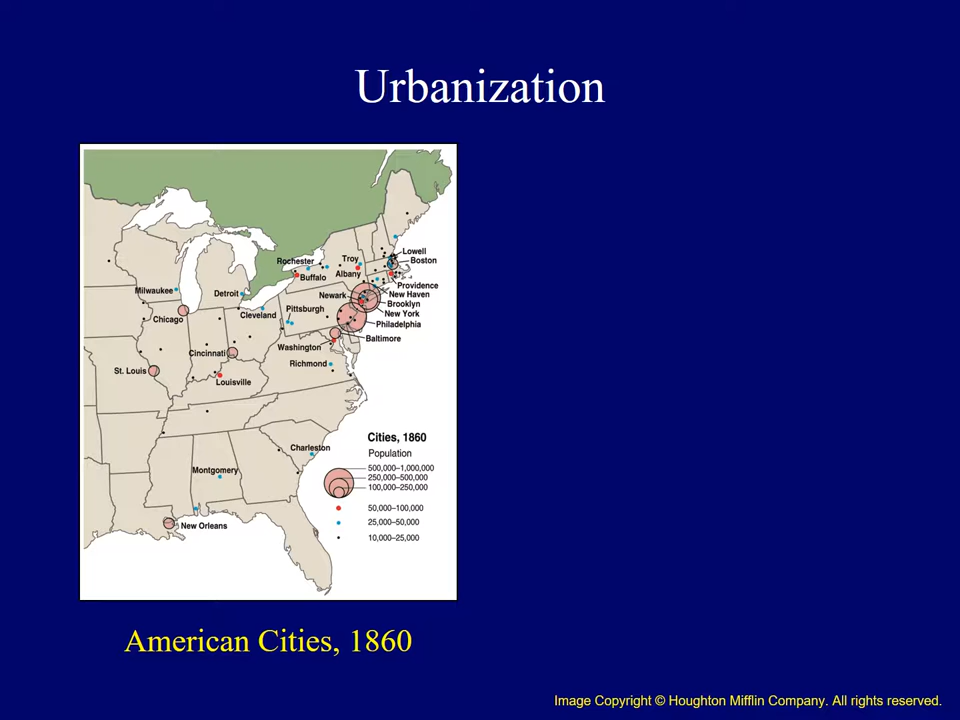 Urbanization
Lowell
Troy
Boston
Rochester
Albany
Buffalo
Providence
Milwaukee
Detroit
Newark
New Haven
Brooklyn
Cleveland
Pittsburgh
New York
Chicago
Philadelphia
Baltimore
Washington
Cincinnati
Richmond
St. Louis
Louisville
Cities, 1860
Charleston
Population
Montgomery
500,000–1,000,000
250,000–500,000
100,000–250,000
50,000–100,000
New Orleans
25,000–50,000
10,000–25,000
American Cities, 1860
Image Copyright © Houghton Mifflin Company. All rights reserved.